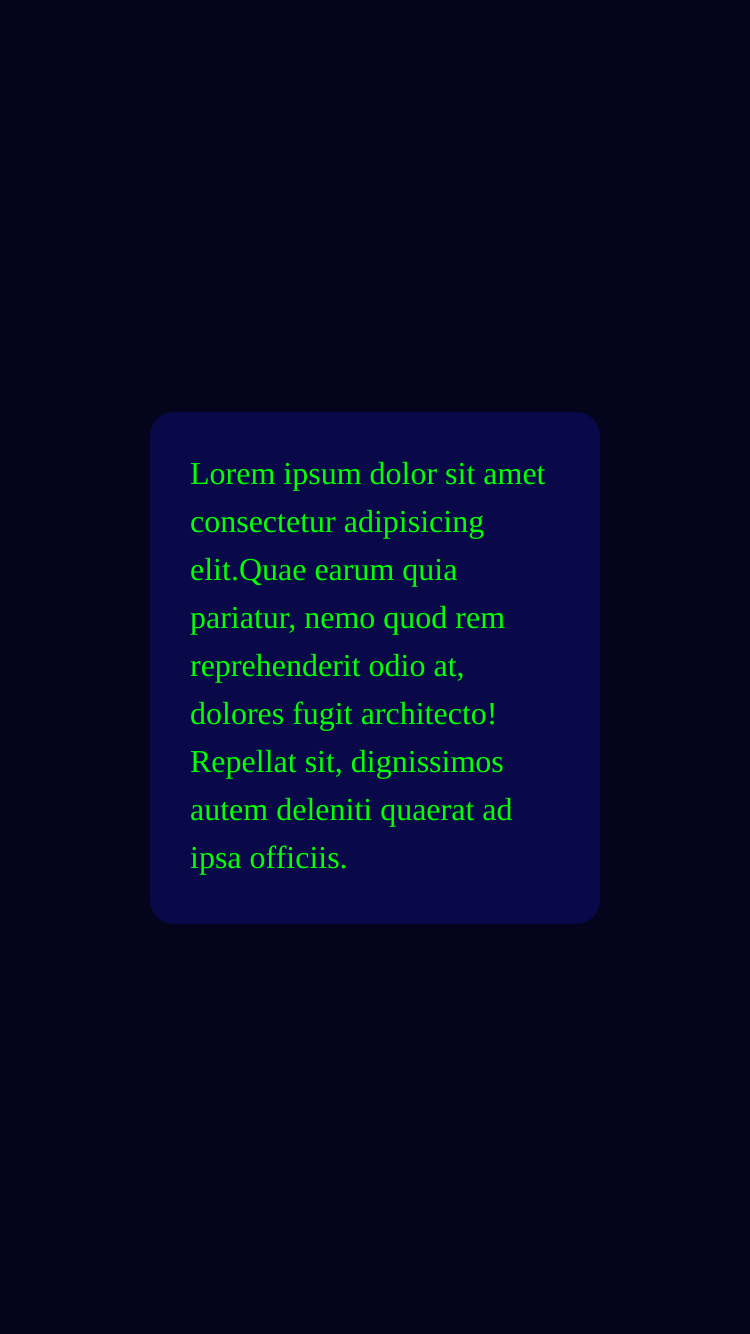 Lorem ipsum dolor sit amet
consectetur adipisicing
elit.Quae earum quia
pariatur, nemo quod rem
reprehenderit odio at,
dolores fugit architecto!
Repellat sit, dignissimos
autem deleniti quaerat ad
ipsa officiis.